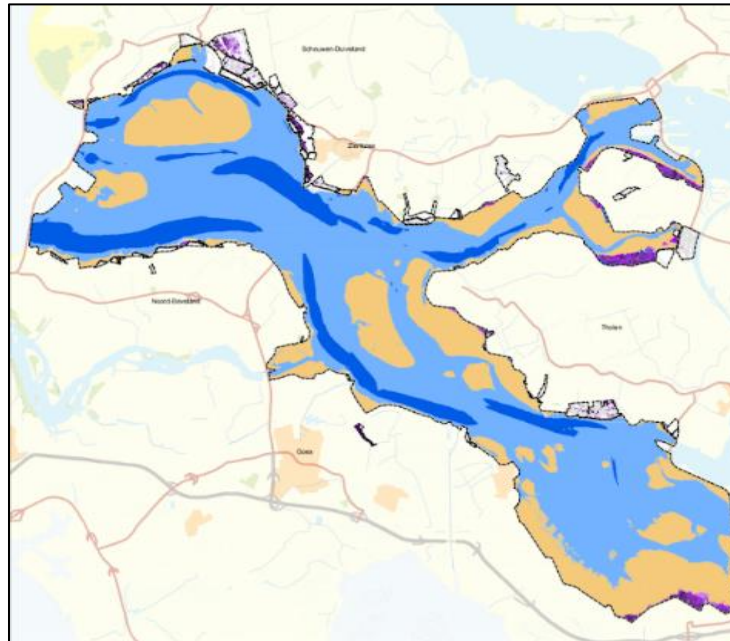 Schouwen-Duiveland
Zierikzee
Noord-Beveland
Tholen
Goes